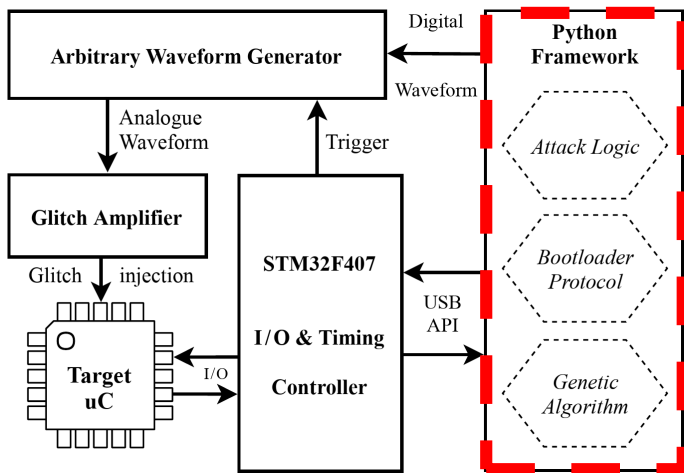 Arbitrary Waveform Generator
Digital
Waveform
Python
Framework
Analogue
Waveform
Trigger
Attack Logic
Glitch Amplifier
STM32F407
I/O & Timing
Controller
Bootloader
Protocol
Glitch injection
USB
API
Target
uC
I/O
Genetic
Algorithm